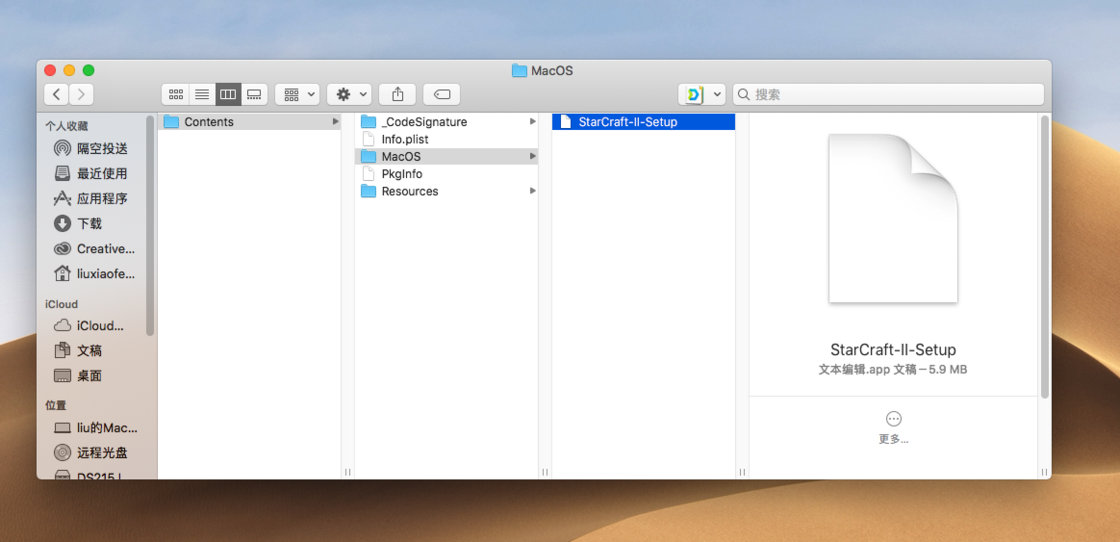 MacOS
搜索
个人收藏
隔空投送
最近使用
应用程序
下载
Creative...
liuxiaofe...
iCloud
iCloud...
文稿
桌面
位置
liu的Mac...
远程光盘
DS215J
Contents
_CodeSignature
Info.plist
MacOS
PkgInfo
Resources
StarCraft-II-Setup
StarCraft-II-Setup
文本编辑.app 文稿 – 5.9 MB
更多...